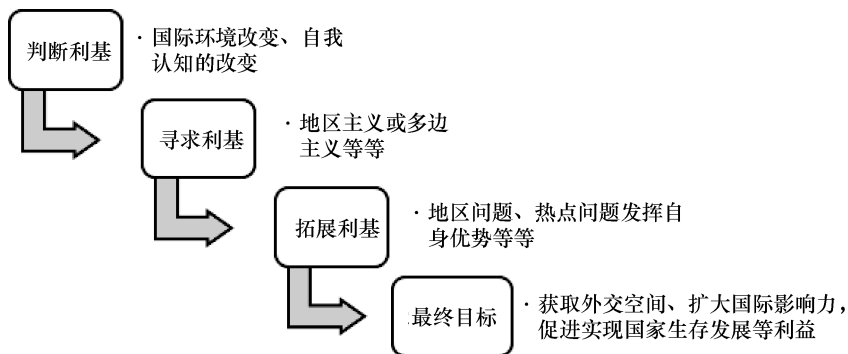 判断利基
· 国际环境改变、自我
认知的改变
寻求利基
· 地区主义或多边
主义等等
拓展利基
· 地区问题、热点问题发挥自
身优势等等
最终目标
· 获取外交空间、扩大国际影响力，
促进实现国家生存发展等利益